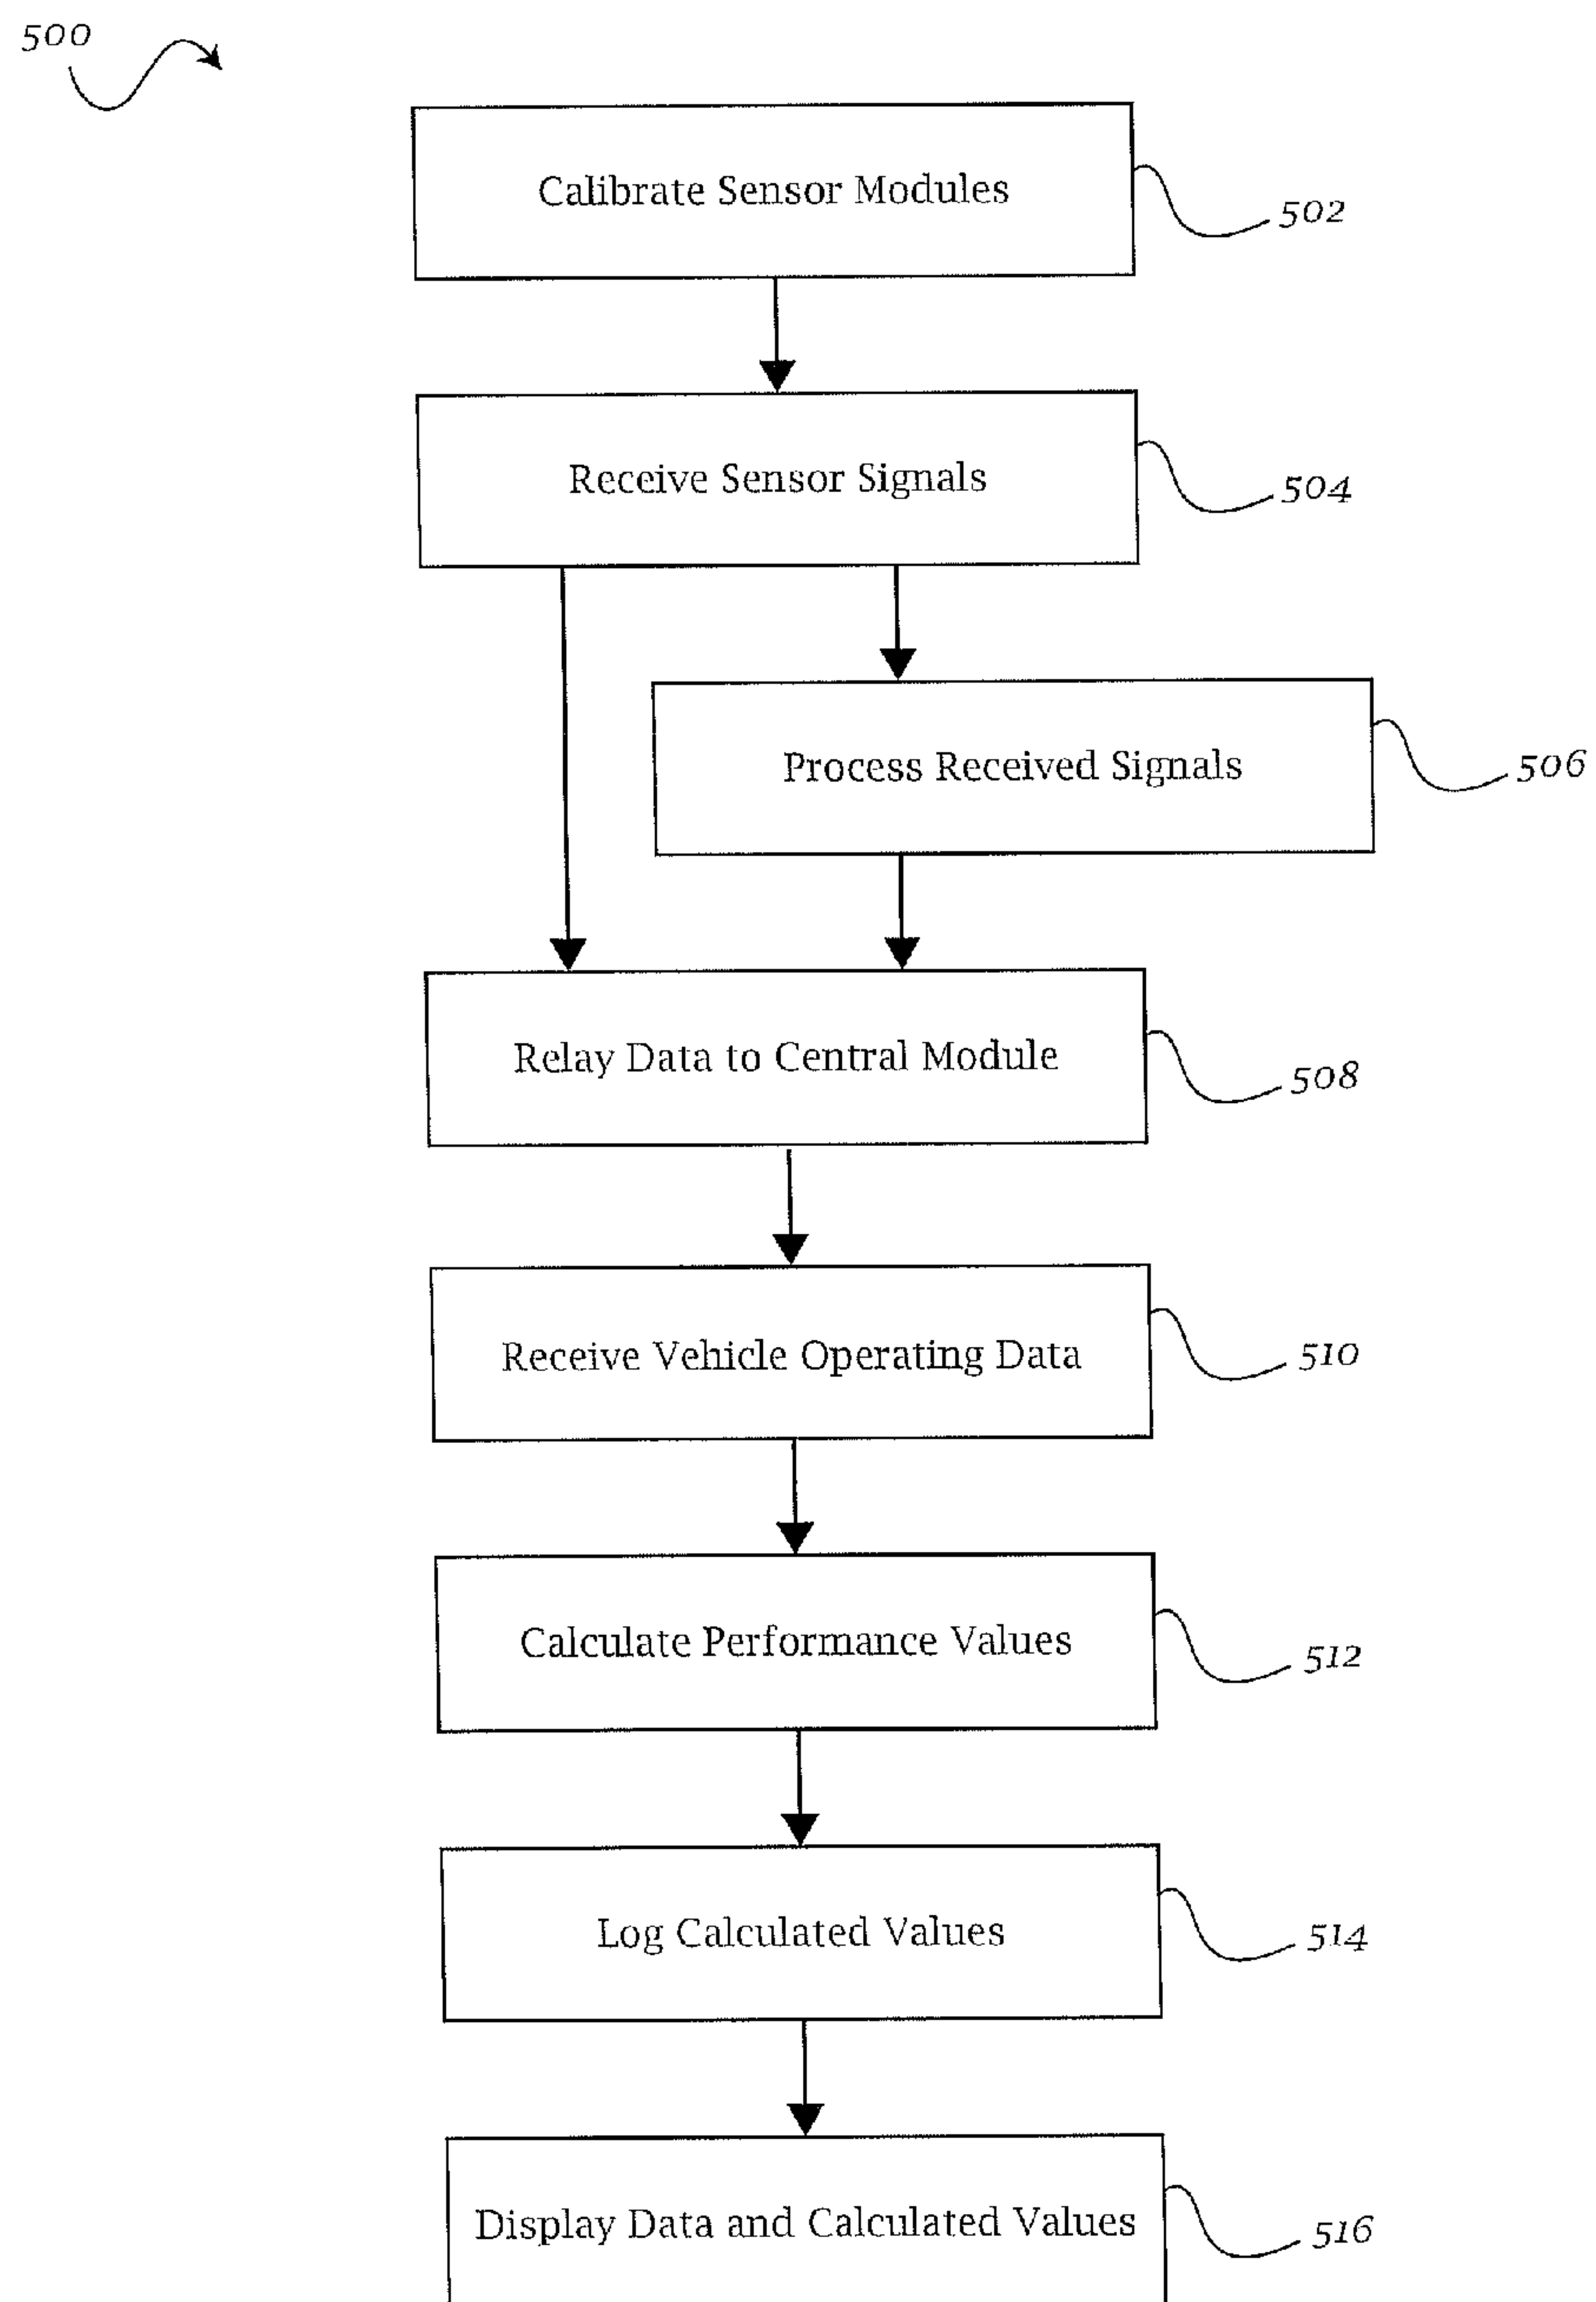 500
Calibrate Sensor Modules
502
Receive Sensor Signals
504
Process Received Signals
506
Relay Data to Central Module
508
Receive Vehicle Operating Data
510
Calculate Performance Values
512
Log Calculated Values
514
Display Data and Calculated Values
516